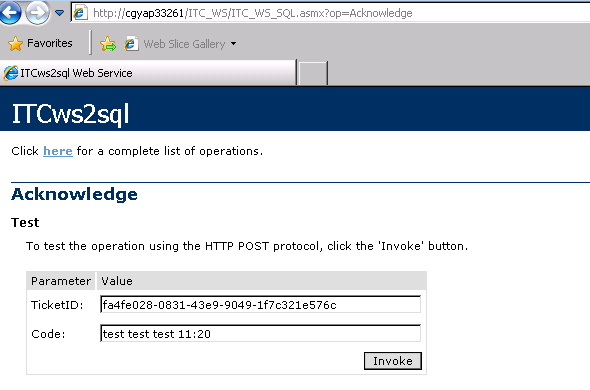 http://cgyap33261/ITC_WS/ITC_WS_SQL.asmx?op=Acknowledge
Favorites Web Slice Gallery
ITCws2sql Web Service
ITCws2sql
Click here for a complete list of operations.
Acknowledge
Test
To test the operation using the HTTP POST protocol, click the 'Invoke' button.
Parameter Value
TicketID: fa4fe028-0831-43e9-9049-1f7c321e576c
Code: test test test 11:20
Invoke